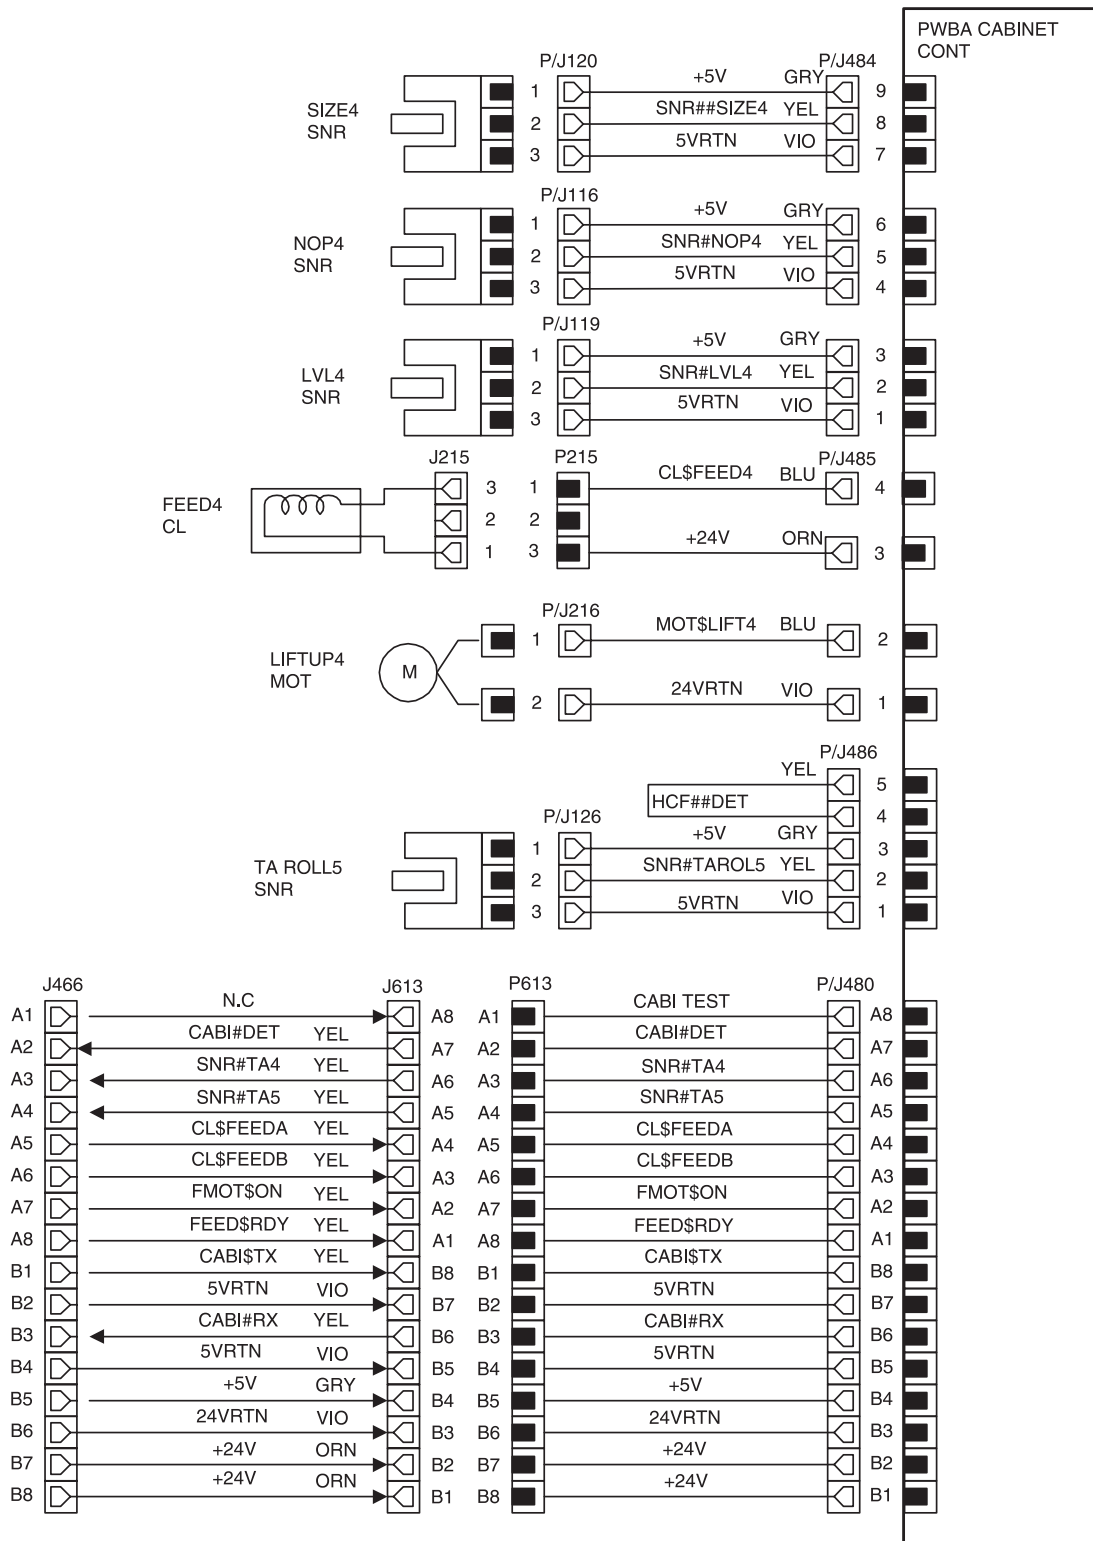 PWBA CABINET
CONT
P/J120 P/J484
SIZE4
SNR
1 +5V GRY 9
2 SNR##SIZE4 YEL 8
3 5VRTN VIO 7
P/J116
NOP4
SNR
1 +5V GRY 6
2 SNR#NOP4 YEL 5
3 5VRTN VIO 4
P/J119
LVL4
SNR
1 +5V GRY 3
2 SNR#LVL4 YEL 2
3 5VRTN VIO 1
J215 P215 P/J485
FEED4
CL
3 1 CL$FEED4 BLU 4
2 2
1 3 +24V ORN 3
P/J216
LIFTUP4
MOT
M
1 MOT$LIFT4 BLU 2
2 24VRTN VIO 1
P/J486
YEL 5
HCF##DET 4
P/J126
TA ROLL5
SNR
1 +5V GRY 3
2 SNR#TAROL5 YEL 2
3 5VRTN VIO 1
J466 J613 P613 P/J480
A1 N.C A8 A1 CABI TEST A8
A2 CABI#DET YEL A7 A2 CABI#DET A7
A3 SNR#TA4 YEL A6 A3 SNR#TA4 A6
A4 SNR#TA5 YEL A5 A4 SNR#TA5 A5
A5 CL$FEEDA YEL A4 A5 CL$FEEDA A4
A6 CL$FEEDB YEL A3 A6 CL$FEEDB A3
A7 FMOT$ON YEL A2 A7 FMOT$ON A2
A8 FEED$RDY YEL A1 A8 FEED$RDY A1
B1 CABI$TX YEL B8 B1 CABI$TX B8
B2 5VRTN VIO B7 B2 5VRTN B7
B3 CABI#RX YEL B6 B3 CABI#RX B6
B4 5VRTN VIO B5 B4 5VRTN B5
B5 +5V GRY B4 B5 +5V B4
B6 24VRTN VIO B3 B6 24VRTN B3
B7 +24V ORN B2 B7 +24V B2
B8 +24V ORN B1 B8 +24V B1